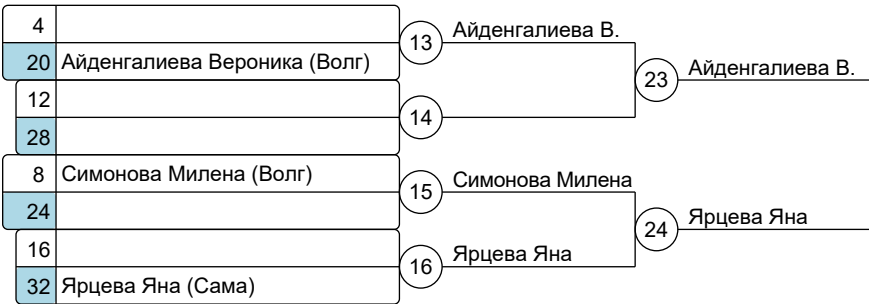 4
20 Айденгалиева Вероника (Волг)
12
28
8 Симонова Милена (Волг)
24
16
32 Ярцева Яна (Сама)
13 Айденгалиева В.
14
15 Симонова Милена
16 Ярцева Яна
23 Айденгалиева В.
24 Ярцева Яна